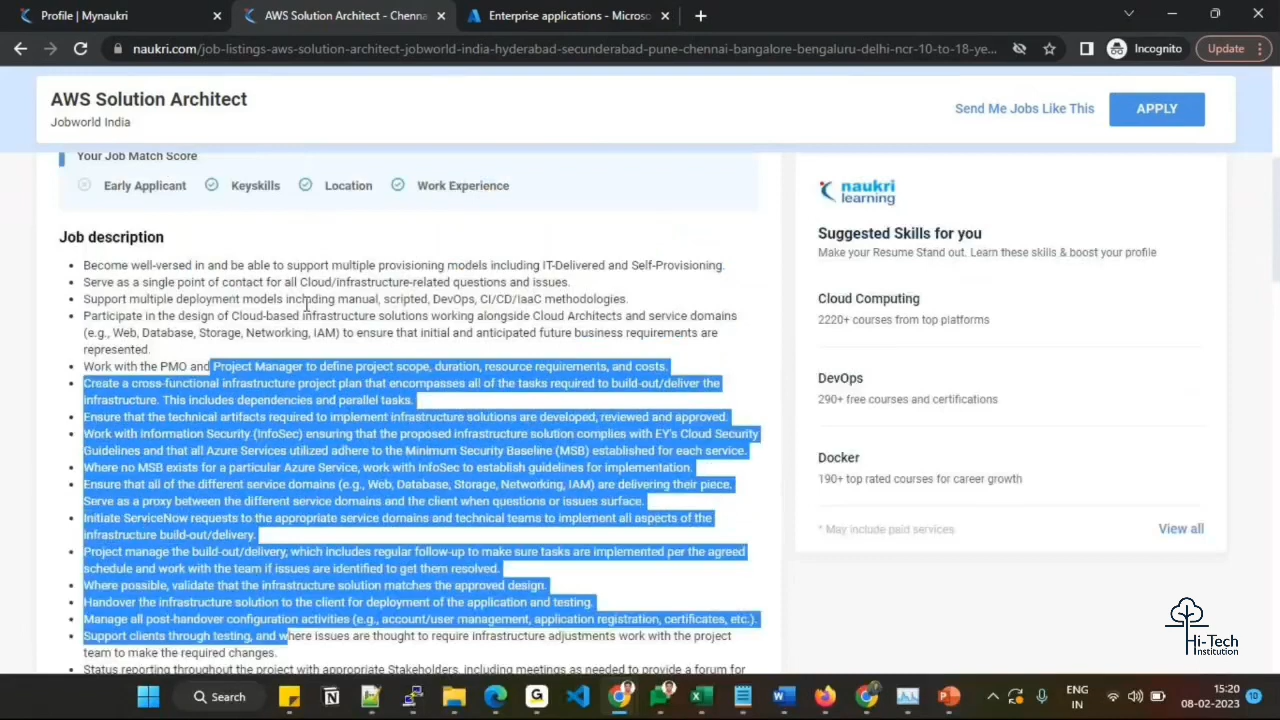 Profile | Mynaukri
AWS Solution Architect - Chenna
Enterprise applications - Microso
naukri.com/job-listings-aws-solution-architect-jobworld-india-hyderabad-secunderabad-pune-chennai-bangalore-bengaluru-delhi-ncr-10-to-18-ye...
Incognito
Update
AWS Solution Architect
Jobworld India
Send Me Jobs Like This
APPLY
Your Job Match Score
Early Applicant
Keyskills
Location
Work Experience
Job description
Become well-versed in and be able to support multiple provisioning models including IT-Delivered and Self-Provisioning.
Serve as a single point of contact for all Cloud/infrastructure-related questions and issues.
Support multiple deployment models including manual, scripted, DevOps, CI/CD/IaaC methodologies.
Participate in the design of Cloud-based infrastructure solutions working alongside Cloud Architects and service domains
(e.g., Web, Database, Storage, Networking, IAM) to ensure that initial and anticipated future business requirements are
represented.
Work with the PMO and Project Manager to define project scope, duration, resource requirements, and costs.
Create a cross-functional infrastructure project plan that encompasses all of the tasks required to build-out/deliver the
infrastructure. This includes dependencies and parallel tasks.
Ensure that the technical artifacts required to implement infrastructure solutions are developed, reviewed and approved.
Work with Information Security (InfoSec) ensuring that the proposed infrastructure solution complies with EY's Cloud Security
Guidelines and that all Azure Services utilized adhere to the Minimum Security Baseline (MSB) established for each service.
Where no MSB exists for a particular Azure Service, work with InfoSec to establish guidelines for implementation.
Ensure that all of the different service domains (e.g., Web, Database, Storage, Networking, IAM) are delivering their piece.
Serve as a proxy between the different service domains and the client when questions or issues surface.
Initiate ServiceNow requests to the appropriate service domains and technical teams to implement all aspects of the
infrastructure build-out/delivery.
Project manage the build-out/delivery, which includes regular follow-up to make sure tasks are implemented per the agreed
schedule and work with the team if issues are identified to get them resolved.
Where possible, validate that the infrastructure solution matches the approved design.
Handover the infrastructure solution to the client for deployment of the application and testing.
Manage all post-handover configuration activities (e.g., account/user management, application registration, certificates, etc.).
Support clients through testing, and where issues are thought to require infrastructure adjustments work with the project
team to make the required changes.
Status reporting throughout the project with appropriate Stakeholders, including meetings as needed to provide a forum for
naukri
learning
Suggested Skills for you
Make your Resume Stand out. Learn these skills & boost your profile
Cloud Computing
2220+ courses from top platforms
DevOps
290+ free courses and certifications
Docker
190+ top rated courses for career growth
* May include paid services
View all
Hi-Tech
Institution
Search
ENG
IN
15:20
08-02-2023
10